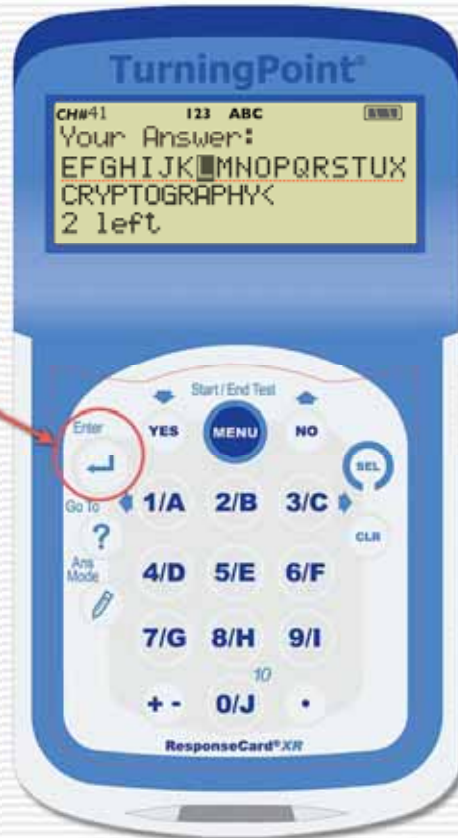 TurningPoint®
CH#41 123 ABC
Your Answer:
EFGHIJKLMNOPQRSTUX
CRYPTOGRAPHY<
2 left
Start / End Test
Enter YES MENU NO
SEL
Go To 1/A 2/B 3/C
? CLR
Ans Mode 4/D 5/E 6/F
7/G 8/H 9/I
10
+ - 0/J •
ResponseCard® XR